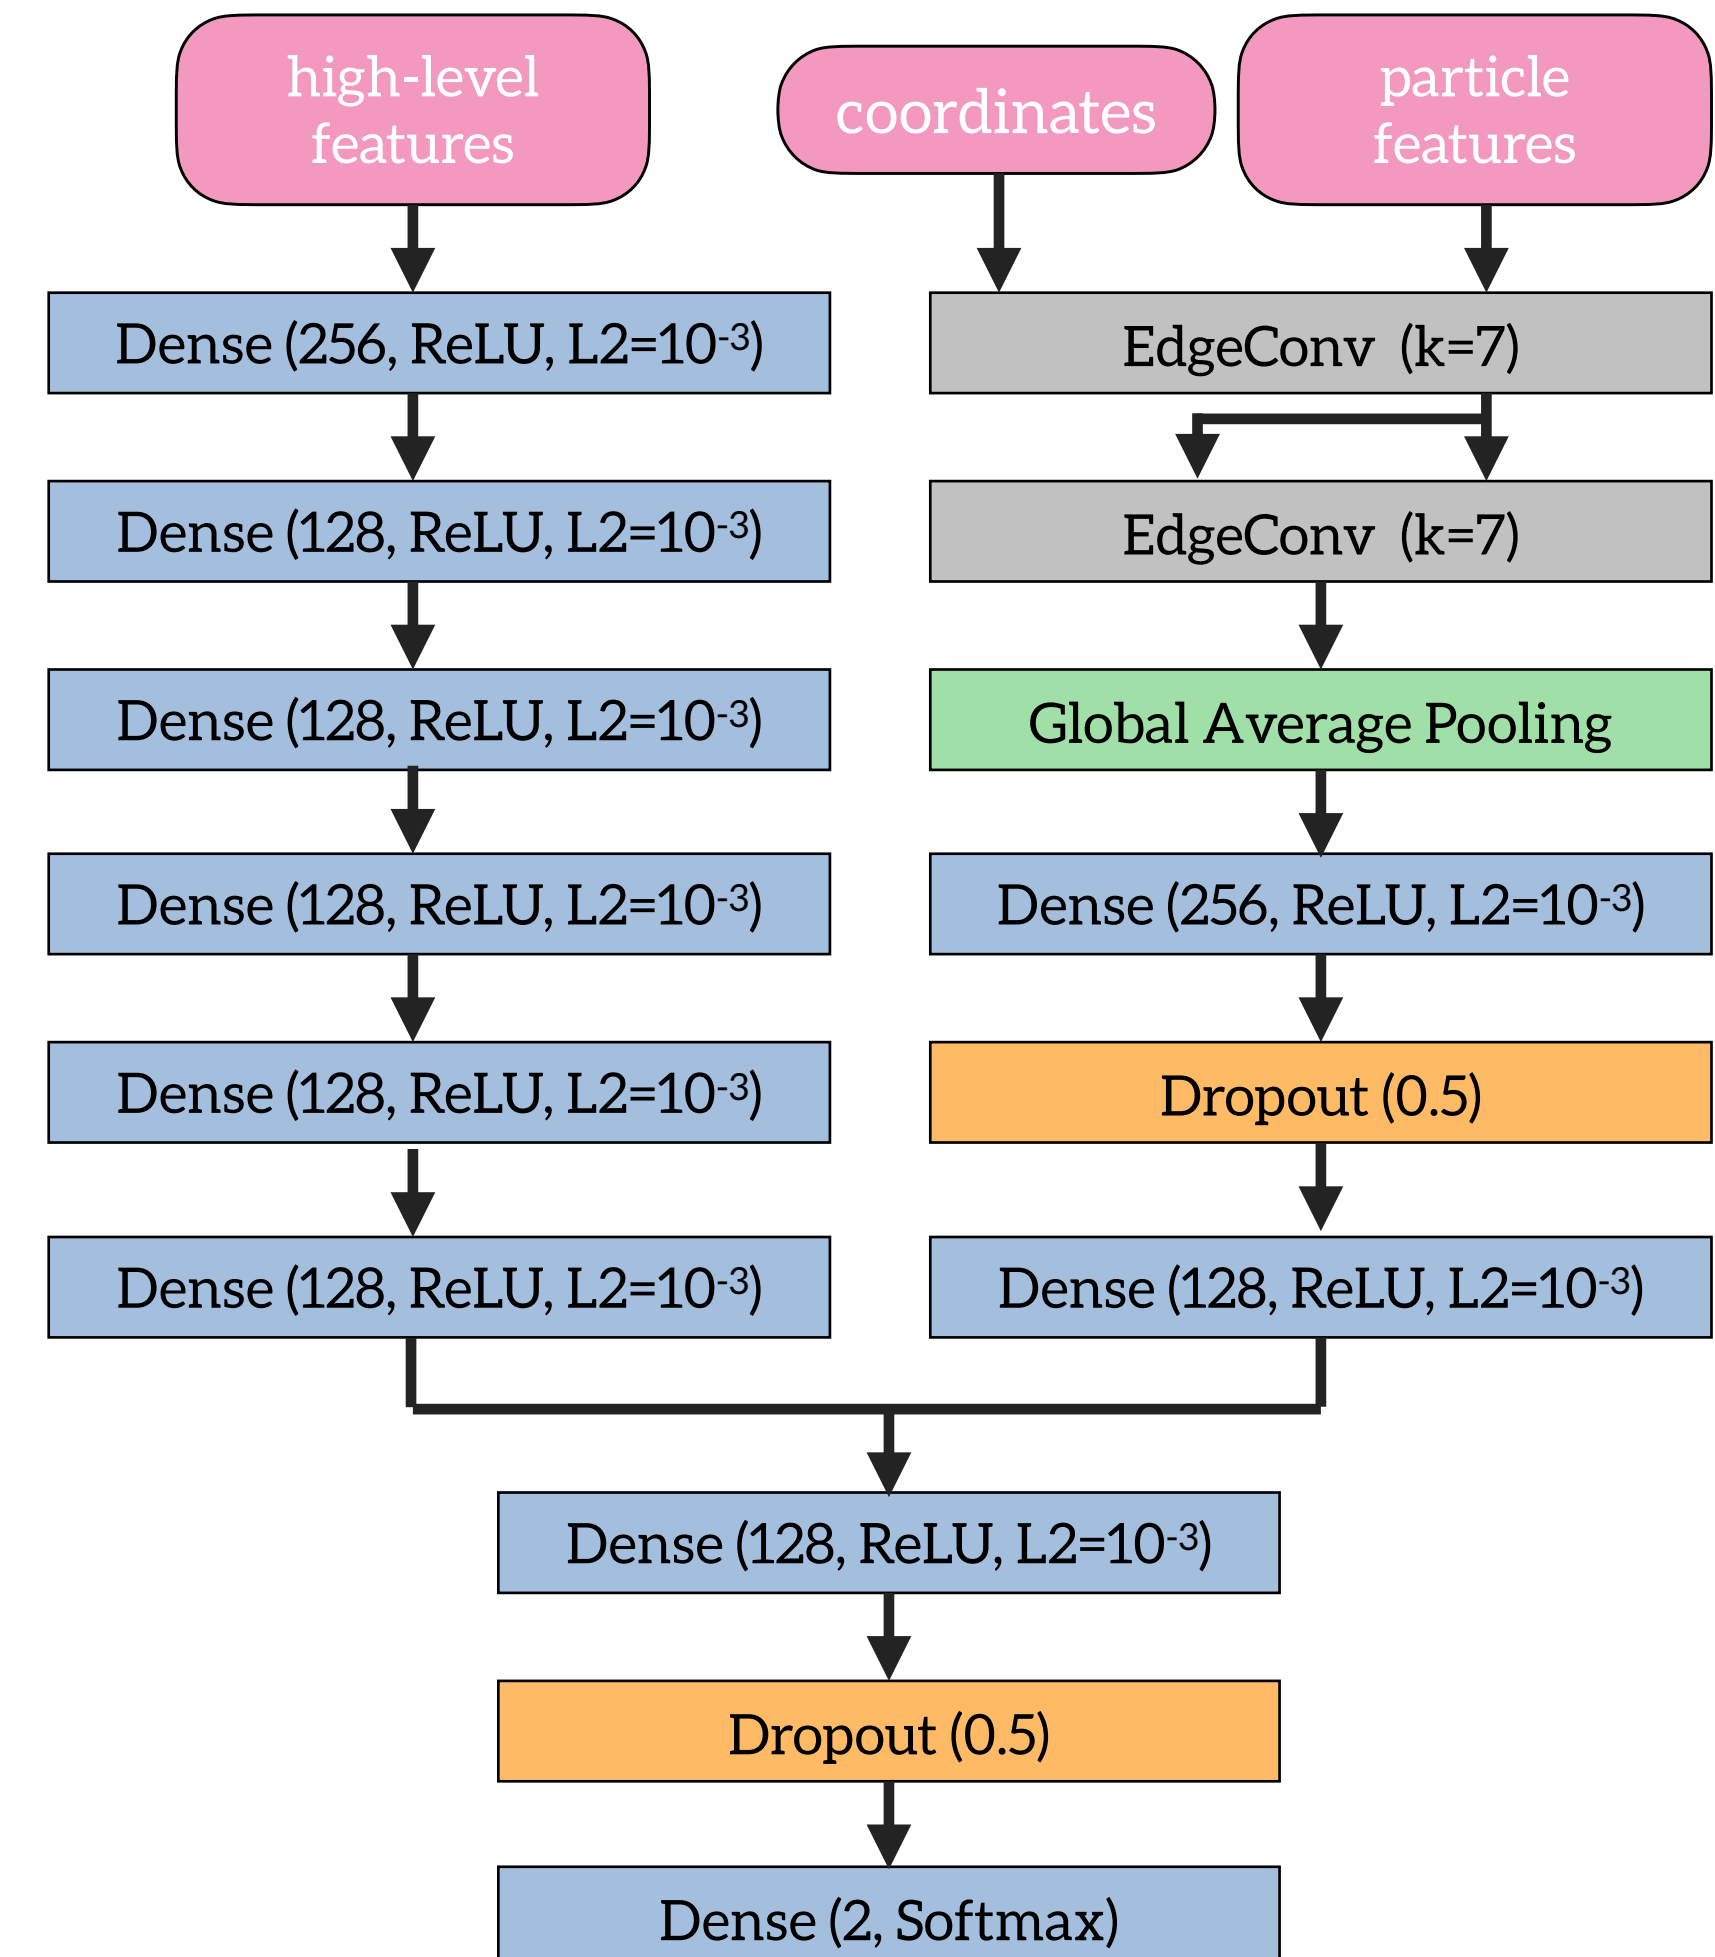 high-level
features
coordinates
particle
features
Dense (256, ReLU, L2=10⁻³)
EdgeConv (k=7)
Dense (128, ReLU, L2=10⁻³)
EdgeConv (k=7)
Dense (128, ReLU, L2=10⁻³)
Global Average Pooling
Dense (128, ReLU, L2=10⁻³)
Dense (256, ReLU, L2=10⁻³)
Dense (128, ReLU, L2=10⁻³)
Dropout (0.5)
Dense (128, ReLU, L2=10⁻³)
Dense (128, ReLU, L2=10⁻³)
Dense (128, ReLU, L2=10⁻³)
Dropout (0.5)
Dense (2, Softmax)